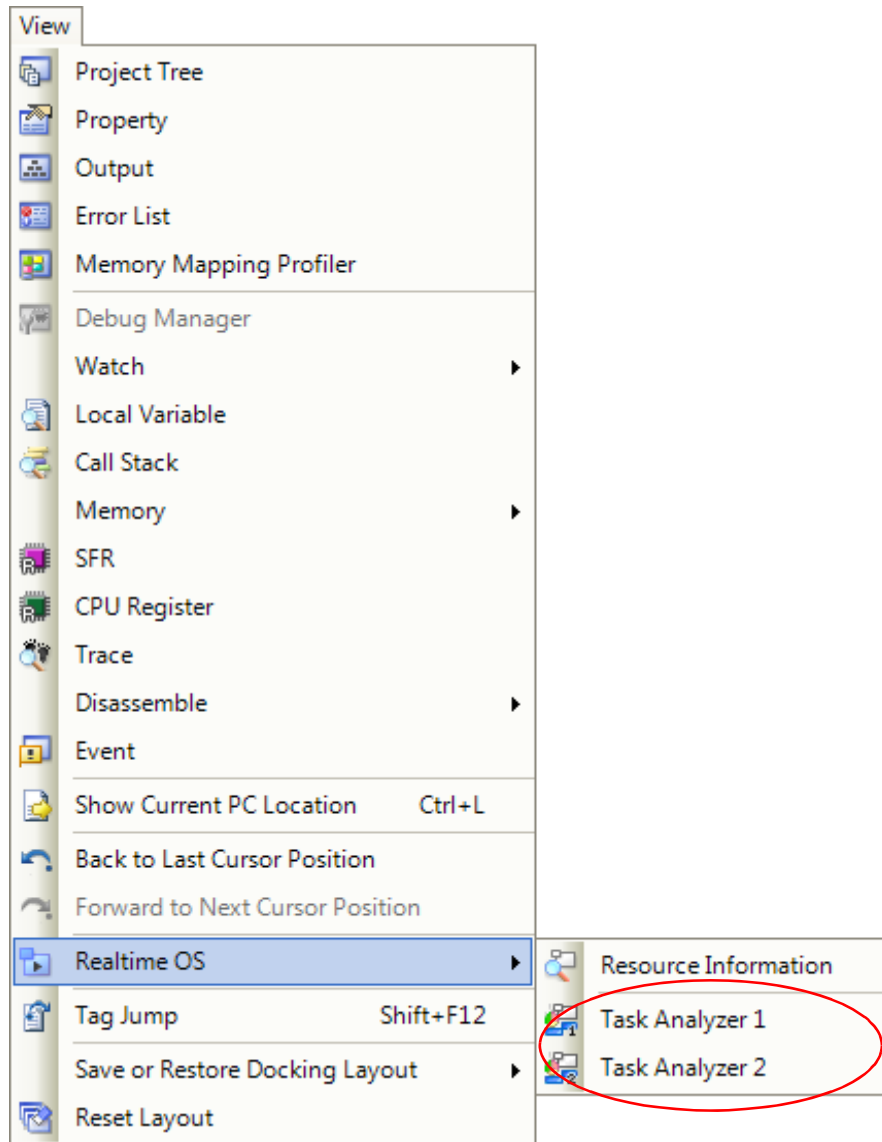 View
Project Tree
Property
Output
Error List
Memory Mapping Profiler
Debug Manager
Watch
Local Variable
Call Stack
Memory
SFR
CPU Register
Trace
Disassemble
Event
Show Current PC Location Ctrl+L
Back to Last Cursor Position
Forward to Next Cursor Position
Realtime OS
Resource Information
Tag Jump Shift+F12
Task Analyzer 1
Save or Restore Docking Layout
Task Analyzer 2
Reset Layout